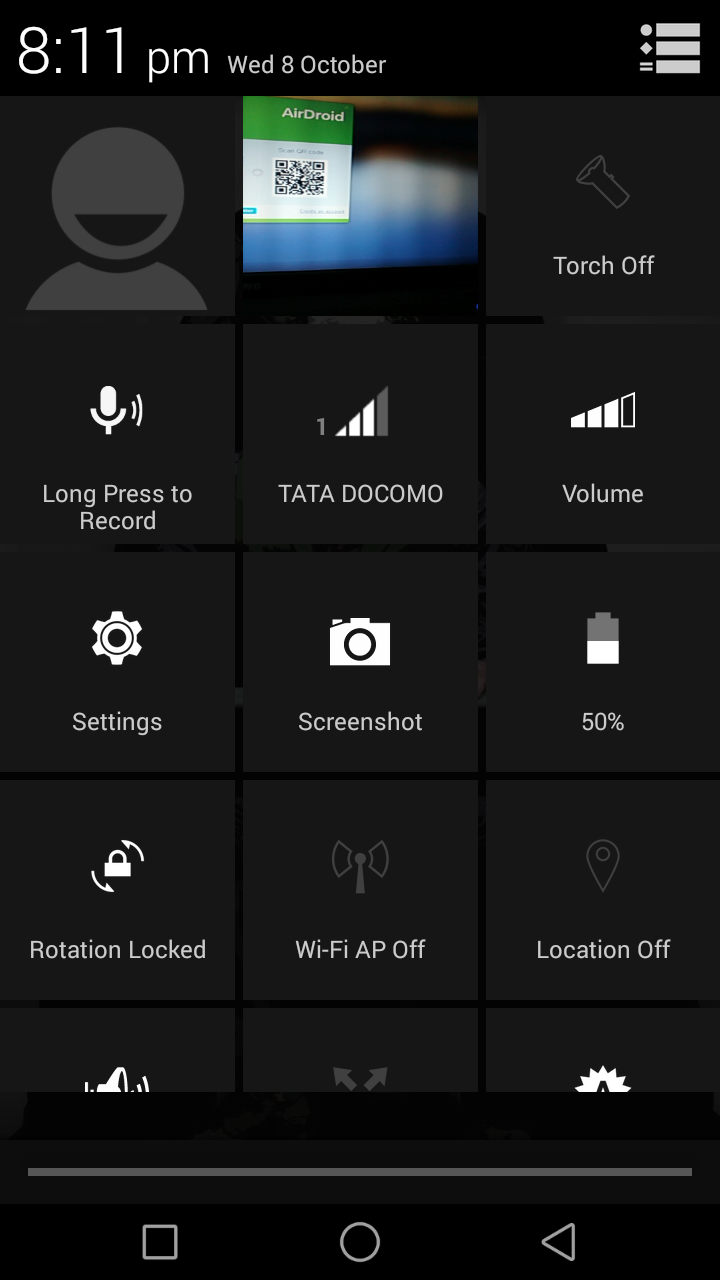 8:11 pm Wed 8 October
AirDroid
Scan QR code
Torch Off
Long Press to
Record
1
TATA DOCOMO
Volume
Settings
Screenshot
50%
Rotation Locked
Wi-Fi AP Off
Location Off